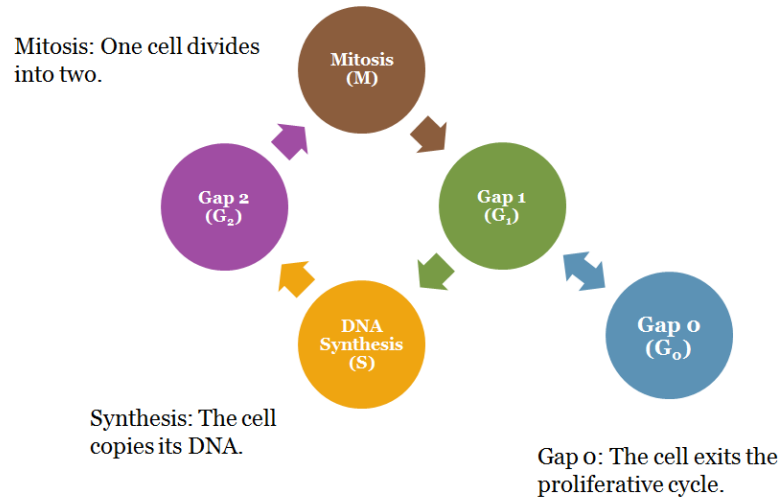 Mitosis: One cell divides
into two.
Mitosis
(M)
Gap 2
(G₂)
Gap 1
(G₁)
DNA
Synthesis
(S)
Gap 0
(G₀)
Synthesis: The cell
copies its DNA.
Gap 0: The cell exits the
proliferative cycle.